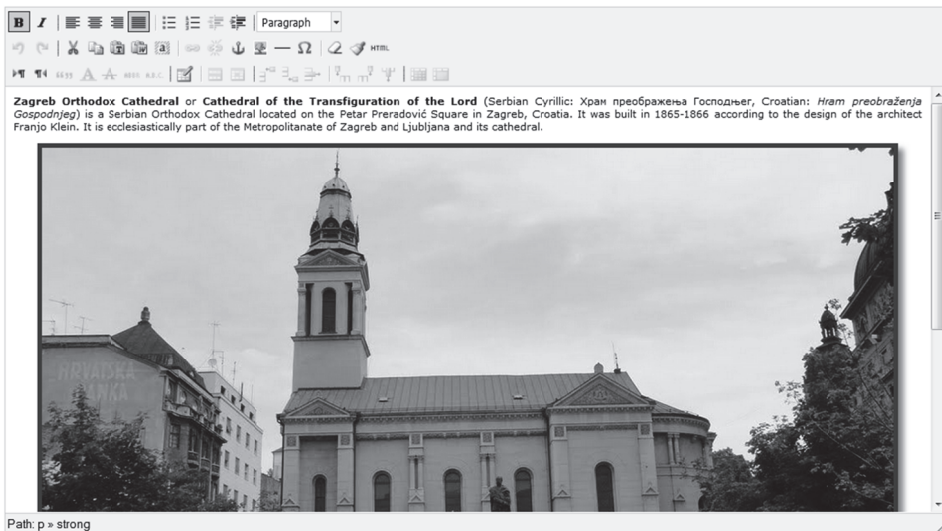 B I Paragraph
HTML
Zagreb Orthodox Cathedral or Cathedral of the Transfiguration of the Lord (Serbian Cyrillic: Храм преображења Господњег, Croatian: Hram preobraženja
Gospodnjeg) is a Serbian Orthodox Cathedral located on the Petar Preradović Square in Zagreb, Croatia. It was built in 1865-1866 according to the design of the architect
Franjo Klein. It is ecclesiastically part of the Metropolitanate of Zagreb and Ljubljana and its cathedral.
HRVATSKA
BANKA
Path: p » strong